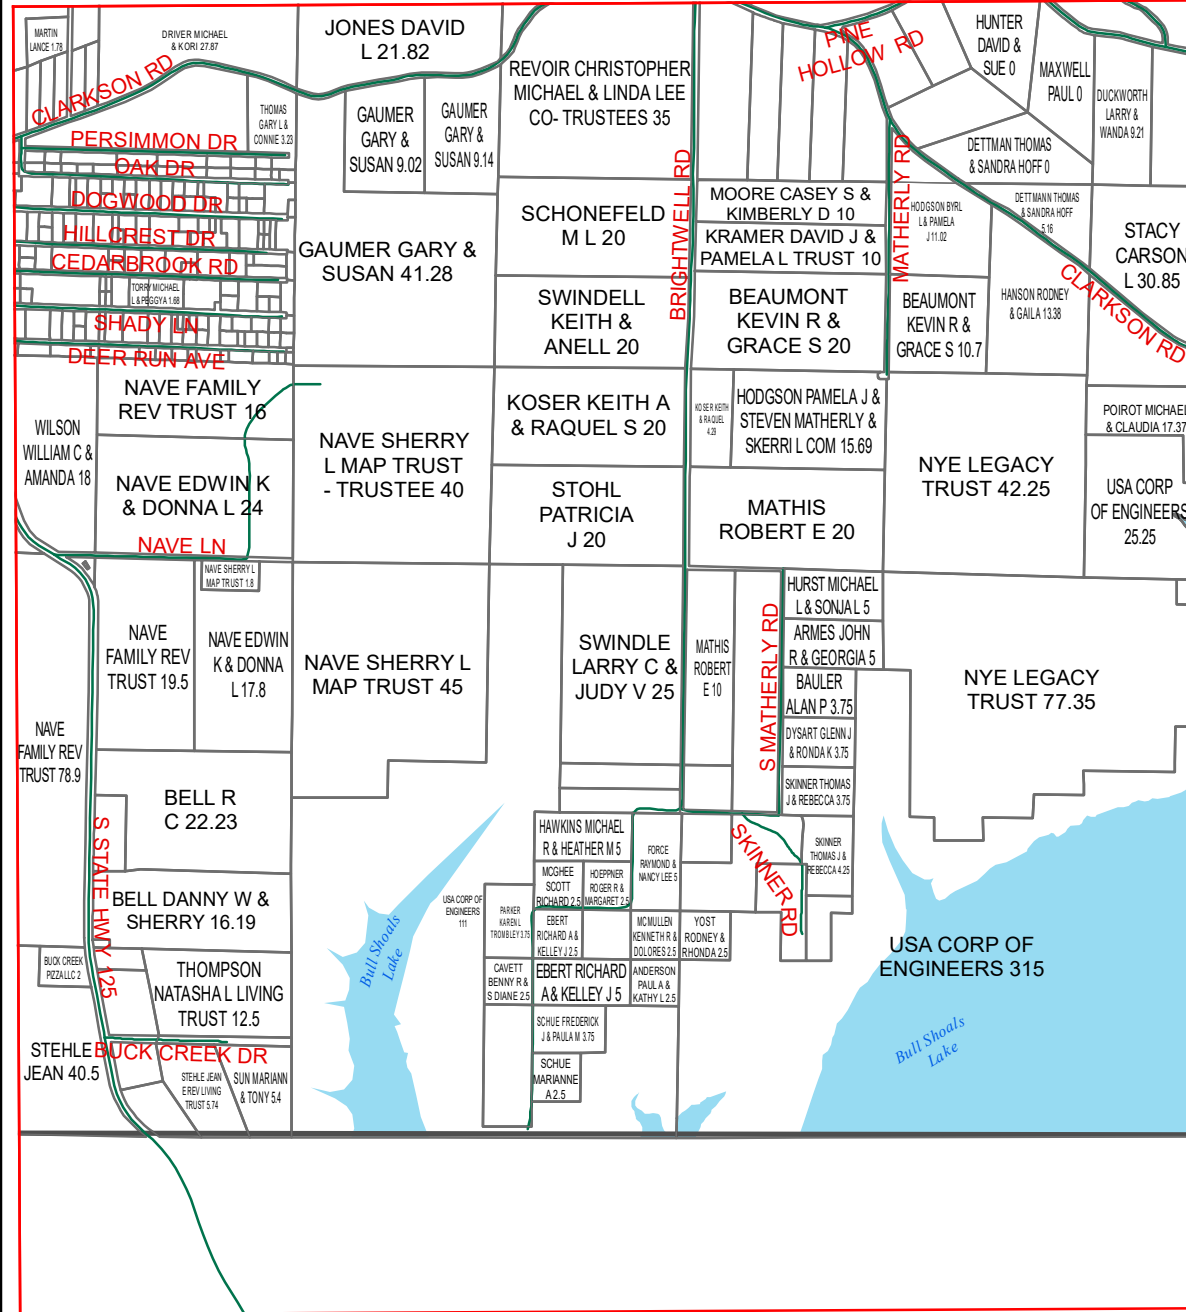 MARTIN
LANCE 1.78
DRIVER MICHAEL
& KORI 27.87
JONES DAVID
L 21.82
REVOIR CHRISTOPHER
MICHAEL & LINDA LEE
CO- TRUSTEES 35
PINE
HOLLOW RD
HUNTER
DAVID &
SUE 0
MAXWELL
PAUL 0
DUCKWORTH
LARRY &
WANDA 9.21
CLARKSON RD
THOMAS
GARY L &
CONNIE 3.23
GAUMER
GARY &
SUSAN 9.02
GAUMER
GARY &
SUSAN 9.14
DETTMAN THOMAS
& SANDRA HOFF 0
PERSIMMON DR
OAK DR
DOGWOOD DR
HILLCREST DR
CEDARBROOK RD
TORRY MICHAEL
L & PEGGY A 1.68
SHADY LN
DEER RUN AVE
GAUMER GARY &
SUSAN 41.28
SCHONEFELD
M L 20
BRIGHTWELL RD
MOORE CASEY S &
KIMBERLY D 10
KRAMER DAVID J &
PAMELA L TRUST 10
MATHERLY RD
HODGSON BYRL
L & PAMELA
J 11.02
DETTMANN THOMAS
& SANDRA HOFF
5.16
STACY
CARSON
L 30.85
CLARKSON RD
SWINDELL
KEITH &
ANELL 20
BEAUMONT
KEVIN R &
GRACE S 20
BEAUMONT
KEVIN R &
GRACE S 10.7
HANSON RODNEY
& GAIL A 13.38
NAVE FAMILY
REV TRUST 16
WILSON
WILLIAM C &
AMANDA 18
NAVE EDWIN K
& DONNA L 24
NAVE LN
NAVE SHERRY
L MAP TRUST
- TRUSTEE 40
KOSER KEITH A
& RAQUEL S 20
KOSER KEITH
& RAQUEL
4.29
HODGSON PAMELA J &
STEVEN MATHERLY &
SKERRI L COM 15.69
POIROT MICHAEL
& CLAUDIA 17.37
NYE LEGACY
TRUST 42.25
USA CORP
OF ENGINEERS
25.25
STOHL
PATRICIA
J 20
MATHIS
ROBERT E 20
NAVE SHERRY L
MAP TRUST 1.8
NAVE
FAMILY REV
TRUST 19.5
NAVE EDWIN
K & DONNA
L 17.8
NAVE SHERRY L
MAP TRUST 45
SWINDLE
LARRY C &
JUDY V 25
MATHIS
ROBERT
E 10
S MATHERLY RD
HURST MICHAEL
L & SONJA L 5
ARMES JOHN
R & GEORGIA 5
BAULER
ALAN P 3.75
DYSART GLENN J
& RONDA K 3.75
SKINNER THOMAS
J & REBECCA 3.75
NYE LEGACY
TRUST 77.35
NAVE
FAMILY REV
TRUST 78.9
BELL R
C 22.23
S STATE HWY 125
BELL DANNY W &
SHERRY 16.19
BUCK CREEK
PIZZA LLC 2
THOMPSON
NATASHA L LIVING
TRUST 12.5
STEHLE
JEAN 40.5
BUCK CREEK DR
STEHLE JEAN
E REV LIVING
TRUST 5.74
SUN MARIANN
& TONY 5.4
Bull Shoals
Lake
USA CORP OF
ENGINEERS
111
HAWKINS MICHAEL
R & HEATHER M 5
MCGHEE
SCOTT
RICHARD 2.5
HOEPPNER
ROGER R &
MARGARET 2.5
FORCE
RAYMOND &
NANCY LEE 5
SKINNER RD
SKINNER
THOMAS J &
REBECCA 4.25
PARKER
KAREN L
TROMBLEY 3.75
EBERT
RICHARD A &
KELLEY J 2.5
MCMULLEN
KENNETH R &
DOLORES 2.5
YOST
RODNEY &
RHONDA 2.5
CAVETT
BENNY R &
S DIANE 2.5
EBERT RICHARD
A & KELLEY J 5
ANDERSON
PAUL A &
KATHY L 2.5
SCHUE FREDERICK
J & PAULA M 3.75
SCHUE
MARIANNE
A 2.5
USA CORP OF
ENGINEERS 315
Bull Shoals
Lake